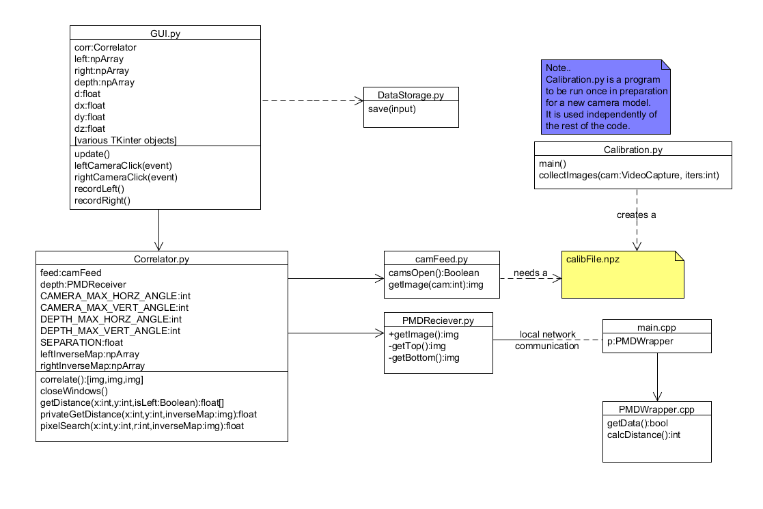 GUI.py
corr:Correlator
left:npArray
right:npArray
depth:npArray
d:float
dx:float
dy:float
dz:float
[various TKinter objects]
update()
leftCameraClick(event)
rightCameraClick(event)
recordLeft()
recordRight()
DataStorage.py
save(input)
Note..
Calibration.py is a program
to be run once in preparation
for a new camera model.
It is used independently of
the rest of the code.
Calibration.py
main()
collectImages(cam:VideoCapture, iters:int)
creates a
Correlator.py
feed:camFeed
depth:PMDReceiver
CAMERA_MAX_HORZ_ANGLE:int
CAMERA_MAX_VERT_ANGLE:int
DEPTH_MAX_HORZ_ANGLE:int
DEPTH_MAX_VERT_ANGLE:int
SEPARATION:float
leftInverseMap:npArray
rightInverseMap:npArray
correlate():[img,img,img]
closeWindows()
getDistance(x:int,y:int,isLeft:Boolean):float[]
privateGetDistance(x:int,y:int,inverseMap:img):float
pixelSearch(x:int,y:int,r:int,inverseMap:img):float
camFeed.py
camsOpen():Boolean
getImage(cam:int):img
needs a
calibFile.npz
PMDReciever.py
+getImage():img
-getTop():img
-getBottom():img
local network
communication
main.cpp
p:PMDWrapper
PMDWrapper.cpp
getData():bool
calcDistance():int